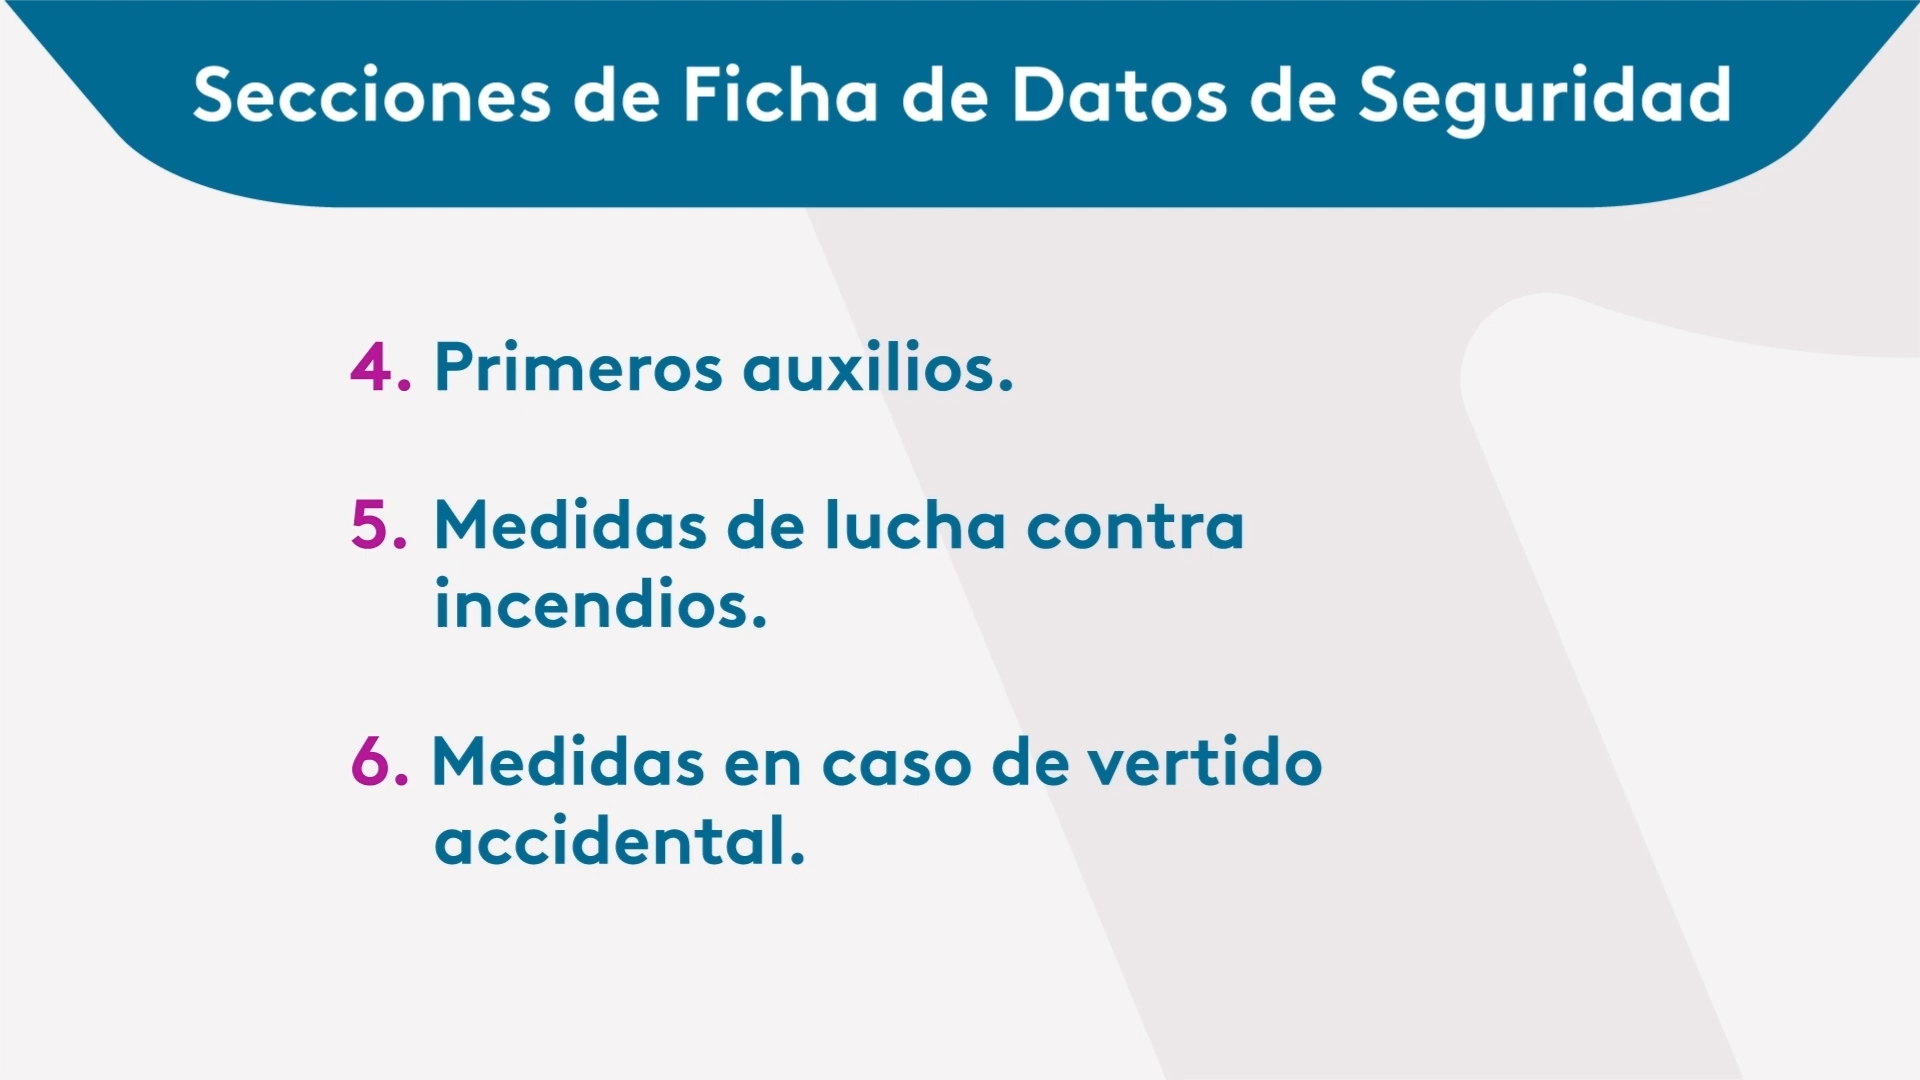 Secciones de Ficha de Datos de Seguridad
4. Primeros auxilios.
5. Medidas de lucha contra
incendios.
6. Medidas en caso de vertido
accidental.